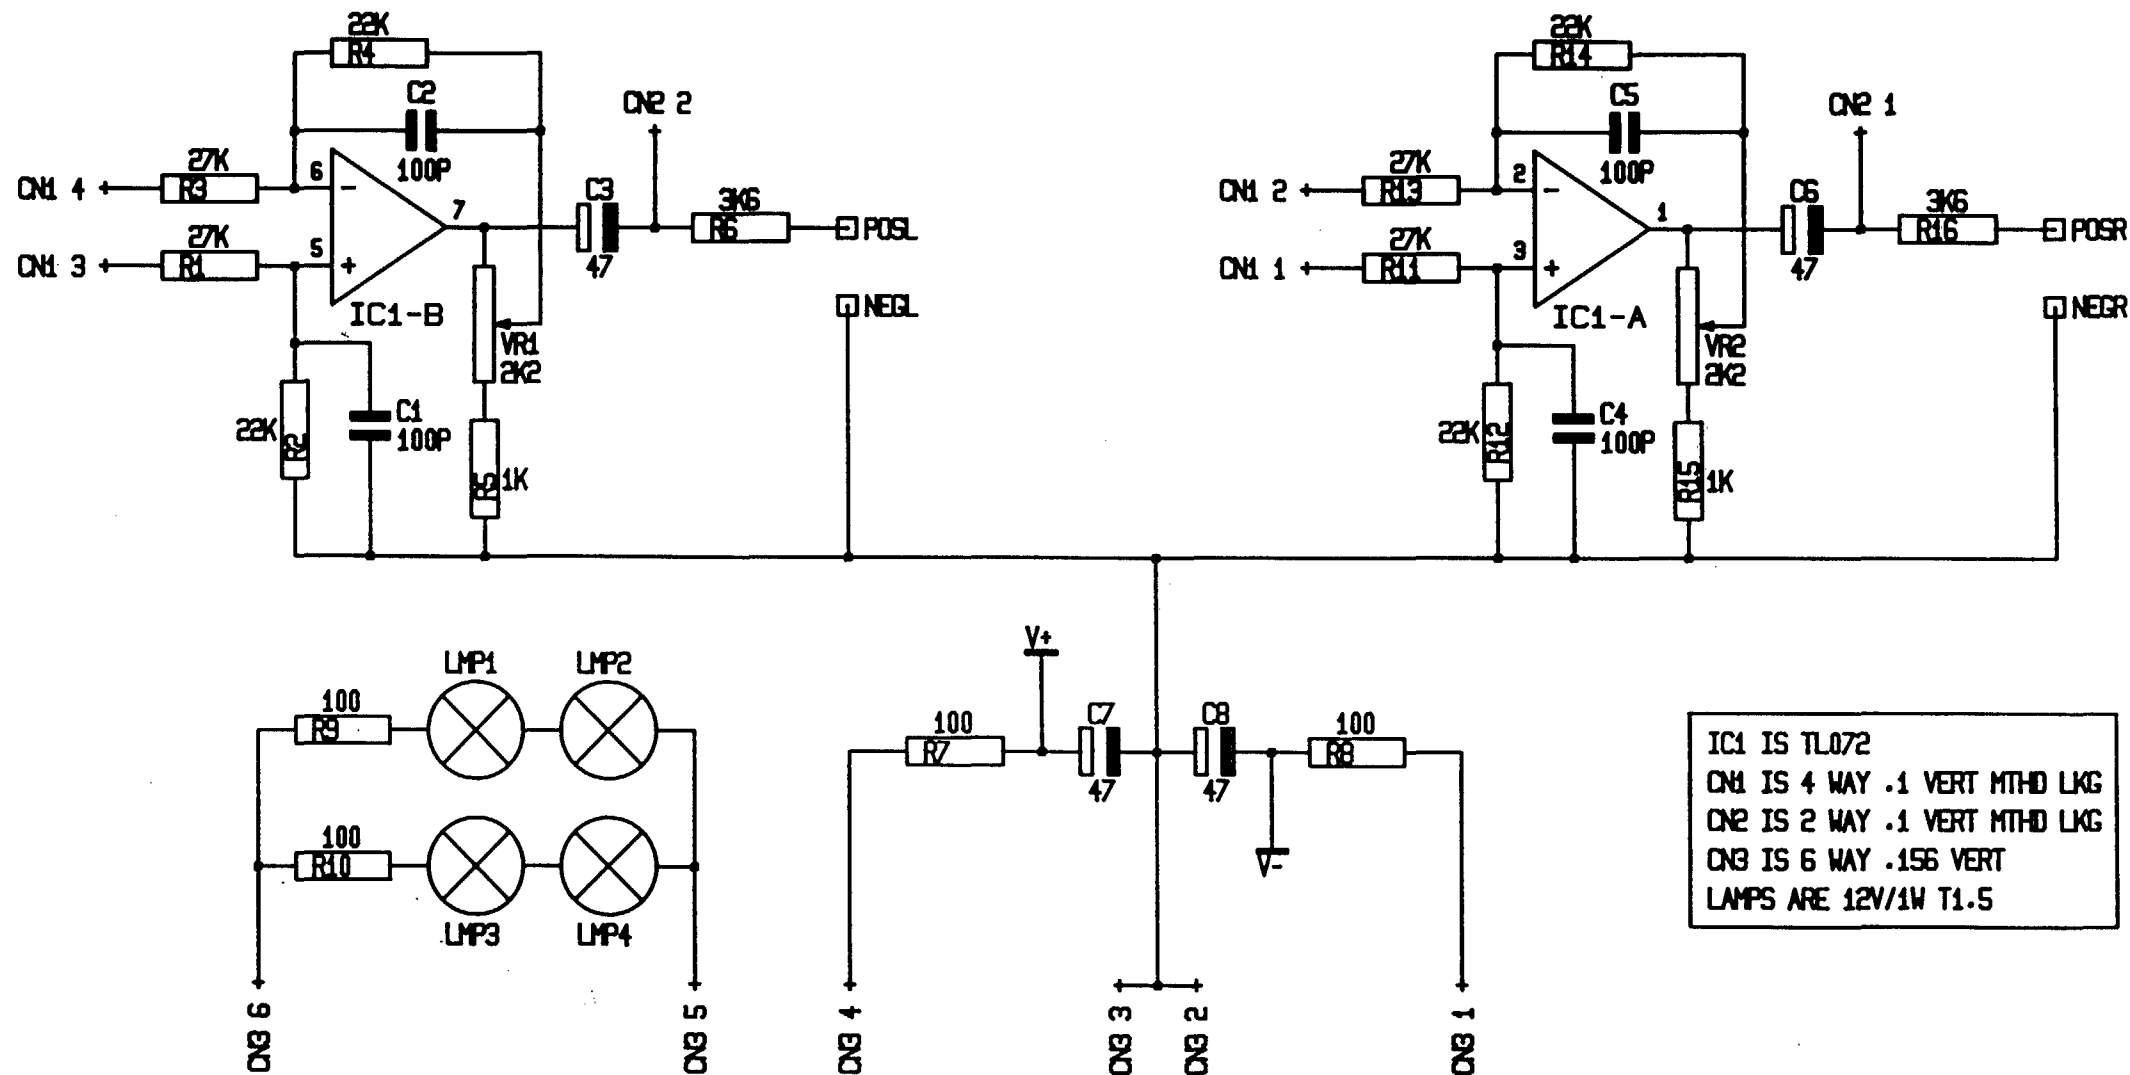 22K
R4
C2
100P
CN2 2
27K
CN1 4
R3
6
-
7
C3
47
3K6
R6
POSL
27K
CN1 3
R1
5
+
IC1-B
NEGL
VR1
2K2
22K
R2
C1
100P
R5
1K
22K
R14
C5
100P
CN2 1
27K
CN1 2
R13
2
-
1
C6
47
3K6
R16
POSR
27K
CN1 1
R11
3
+
IC1-A
NEGR
VR2
2K2
22K
R12
C4
100P
R15
1K
LMP1
LMP2
100
R9
100
R10
LMP3
LMP4
CN3 6
CN3 5
V+
100
R7
C7
47
C8
47
100
R8
V-
CN3 4
CN3 3
CN3 2
CN3 1
IC1 IS TL072
CN1 IS 4 WAY .1 VERT MTHD LKG
CN2 IS 2 WAY .1 VERT MTHD LKG
CN3 IS 6 WAY .156 VERT
LAMPS ARE 12V/1W T1.5